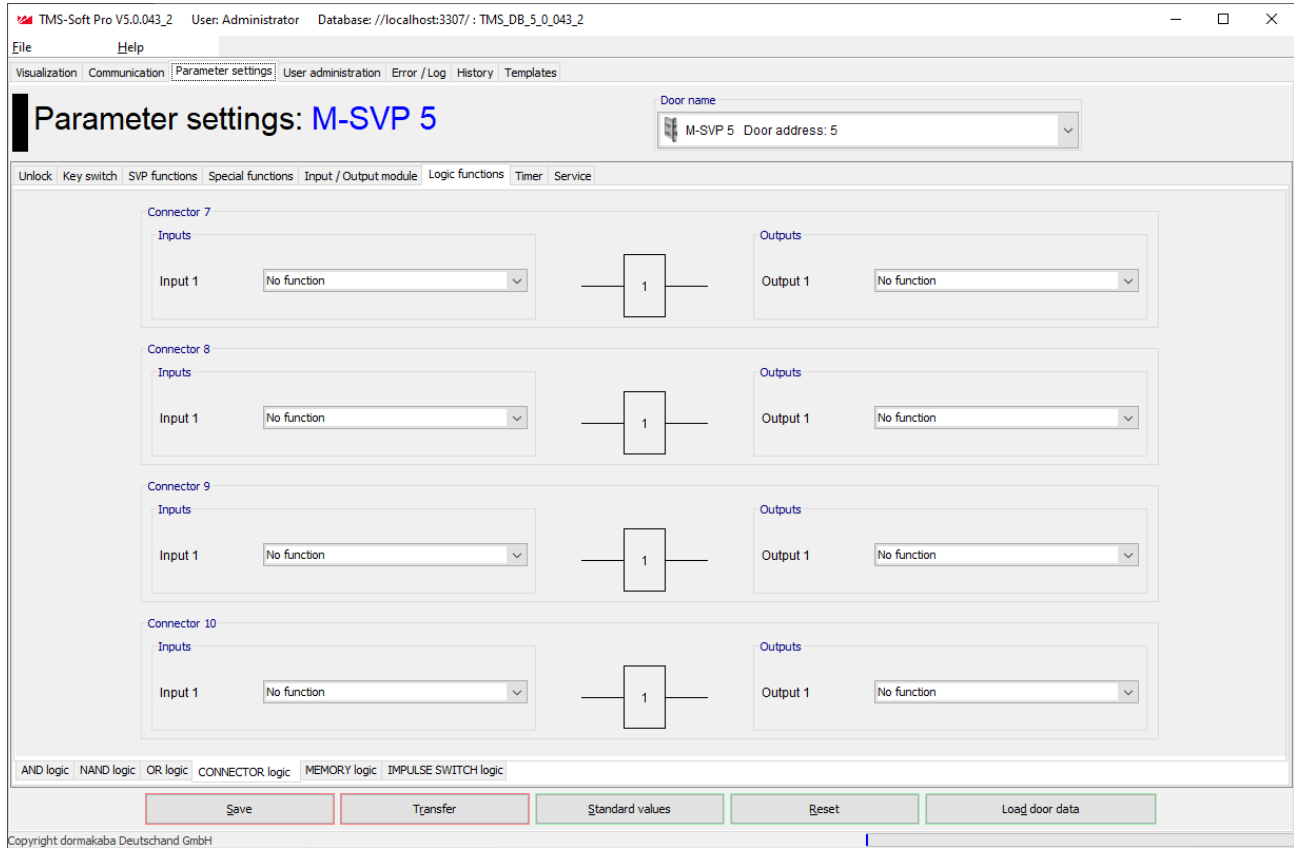 TMS-Soft Pro V5.0.043_2 User: Administrator Database: //localhost:3307/ : TMS_DB_5_0_043_2
File Help
Visualization Communication Parameter settings User administration Error / Log History Templates
Parameter settings: M-SVP 5
Door name
M-SVP 5 Door address: 5
Unlock Key switch SVP functions Special functions Input / Output module Logic functions Timer Service
Connector 7
Inputs Outputs
Input 1 No function 1 Output 1 No function
Connector 8
Inputs Outputs
Input 1 No function 1 Output 1 No function
Connector 9
Inputs Outputs
Input 1 No function 1 Output 1 No function
Connector 10
Inputs Outputs
Input 1 No function 1 Output 1 No function
AND logic NAND logic OR logic CONNECTOR logic MEMORY logic IMPULSE SWITCH logic
Save Transfer Standard values Reset Load door data
Copyright dormakaba Deutschand GmbH